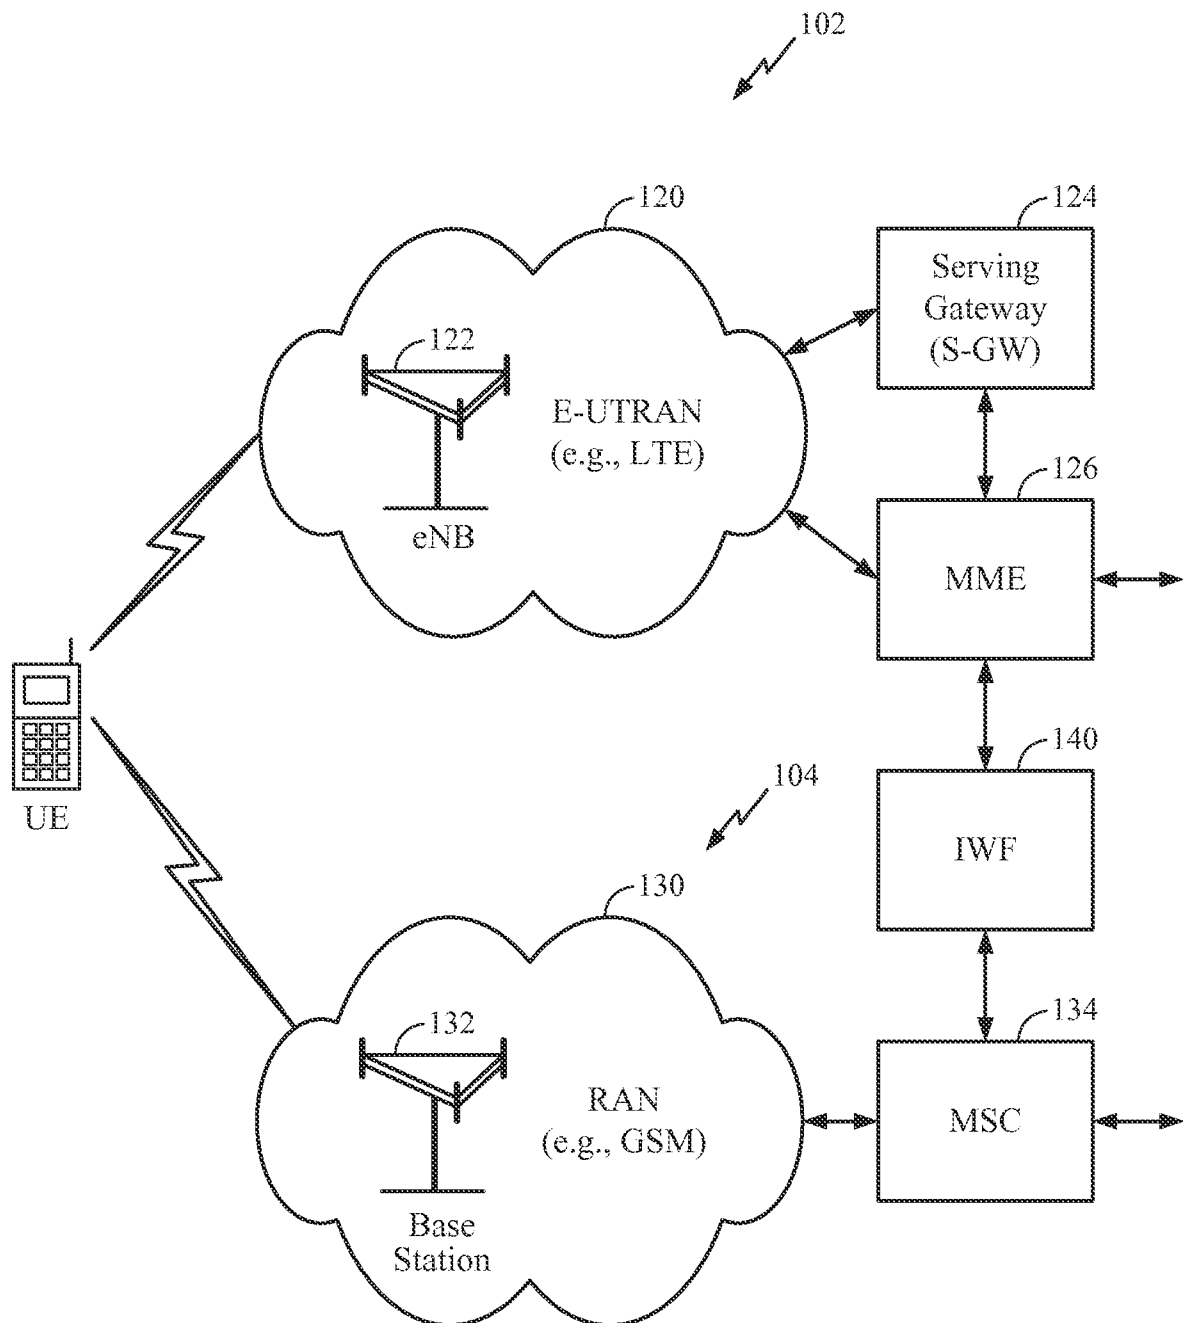 102
120
124
Serving
Gateway
(S-GW)
122
E-UTRAN
(e.g., LTE)
eNB
126
MME
UE
140
IWF
104
130
132
RAN
(e.g., GSM)
Base
Station
134
MSC